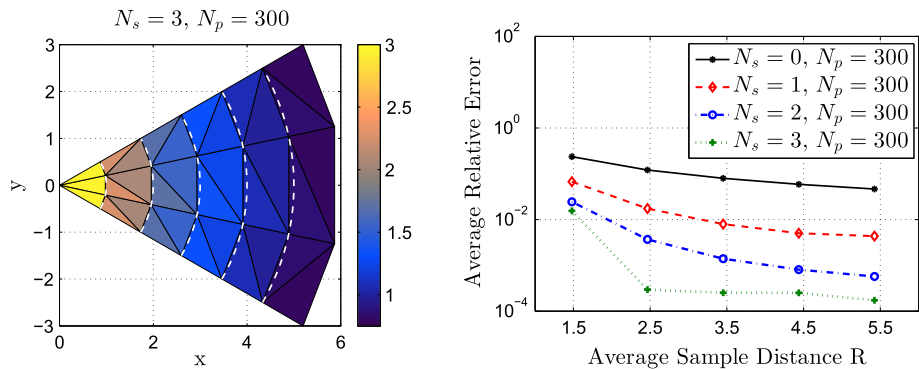 N_s = 3, N_p = 300
y
3
2
1
0
−1
−2
−3
0
2
4
6
x
3
2.5
2
1.5
1
Average Relative Error
10^2
10^0
10^−2
10^−4
N_s = 0, N_p = 300
N_s = 1, N_p = 300
N_s = 2, N_p = 300
N_s = 3, N_p = 300
1.5
2.5
3.5
4.5
5.5
Average Sample Distance R